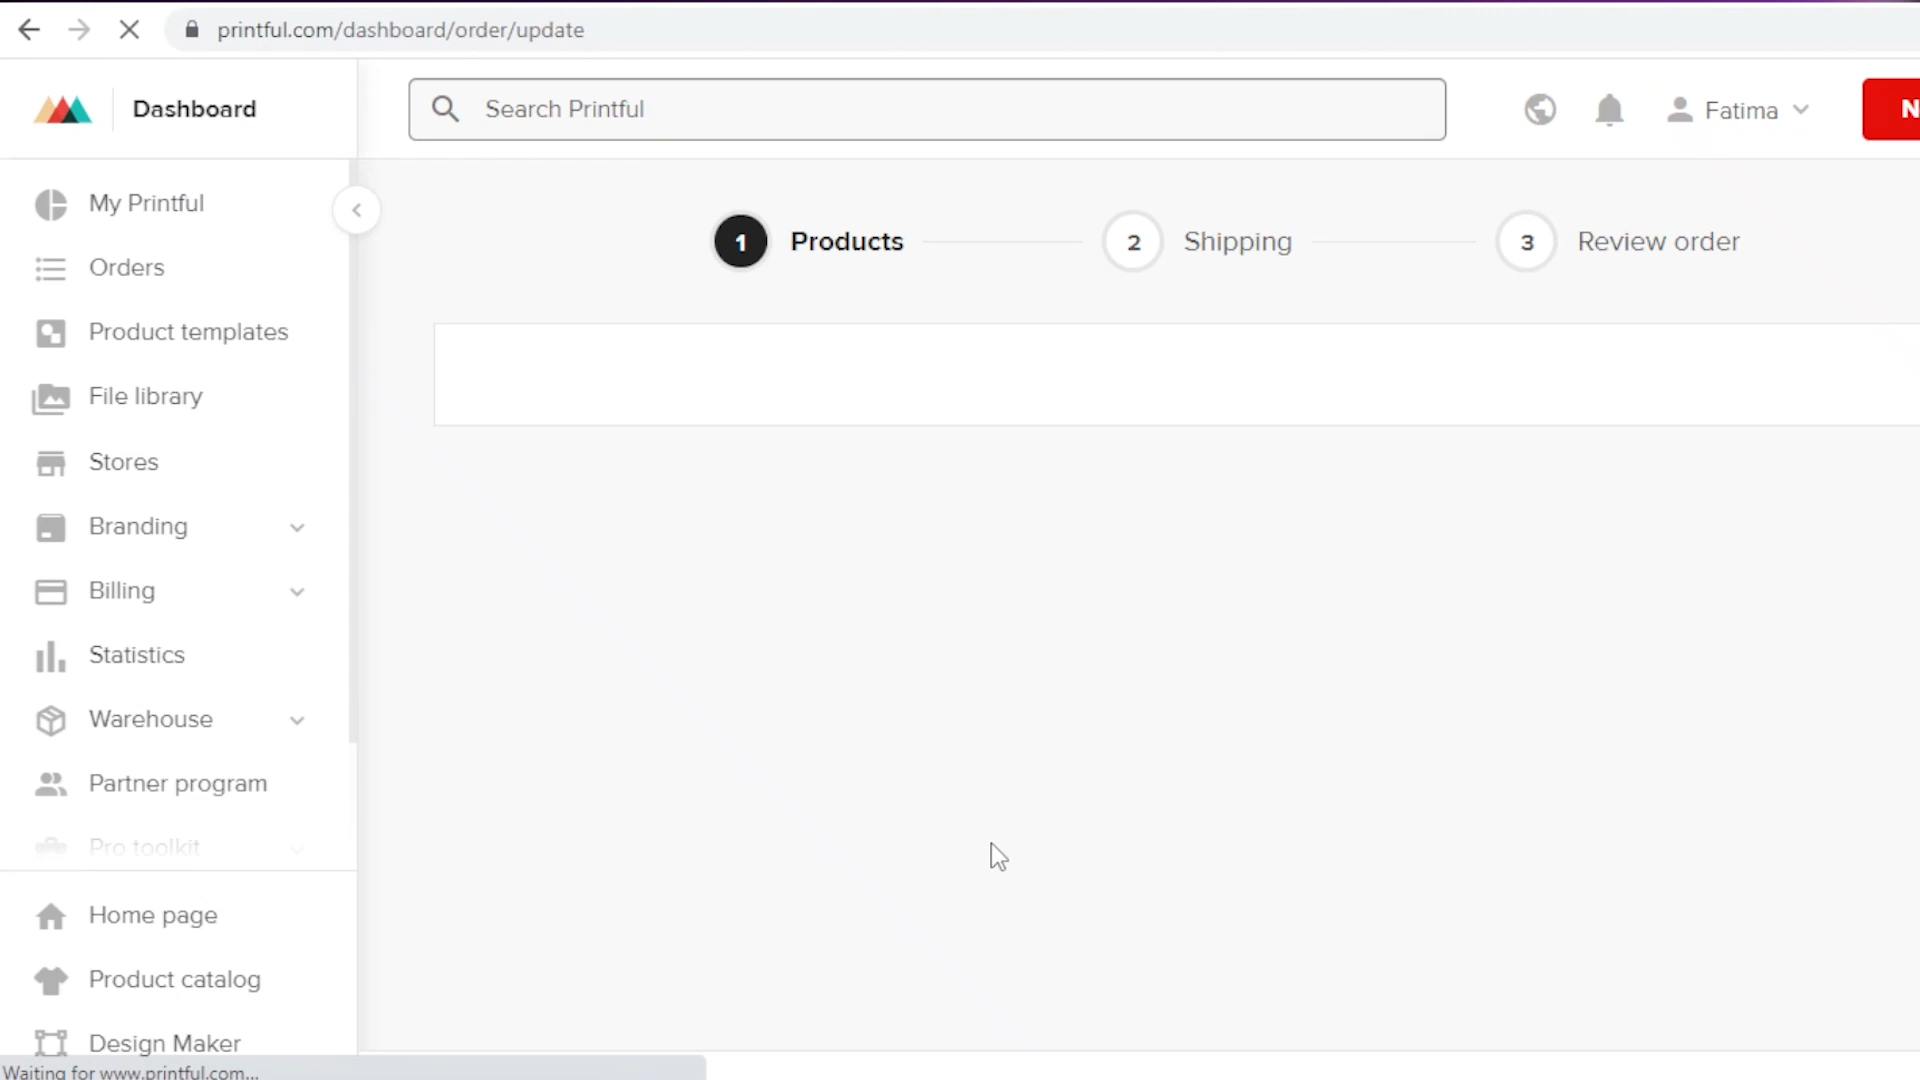 printful.com/dashboard/order/update
Dashboard
Search Printful
Fatima
N
My Printful
1 Products
2 Shipping
3 Review order
Orders
Product templates
File library
Stores
Branding
Billing
Statistics
Warehouse
Partner program
Pro toolkit
Home page
Product catalog
Design Maker
Waiting for www.printful.com...